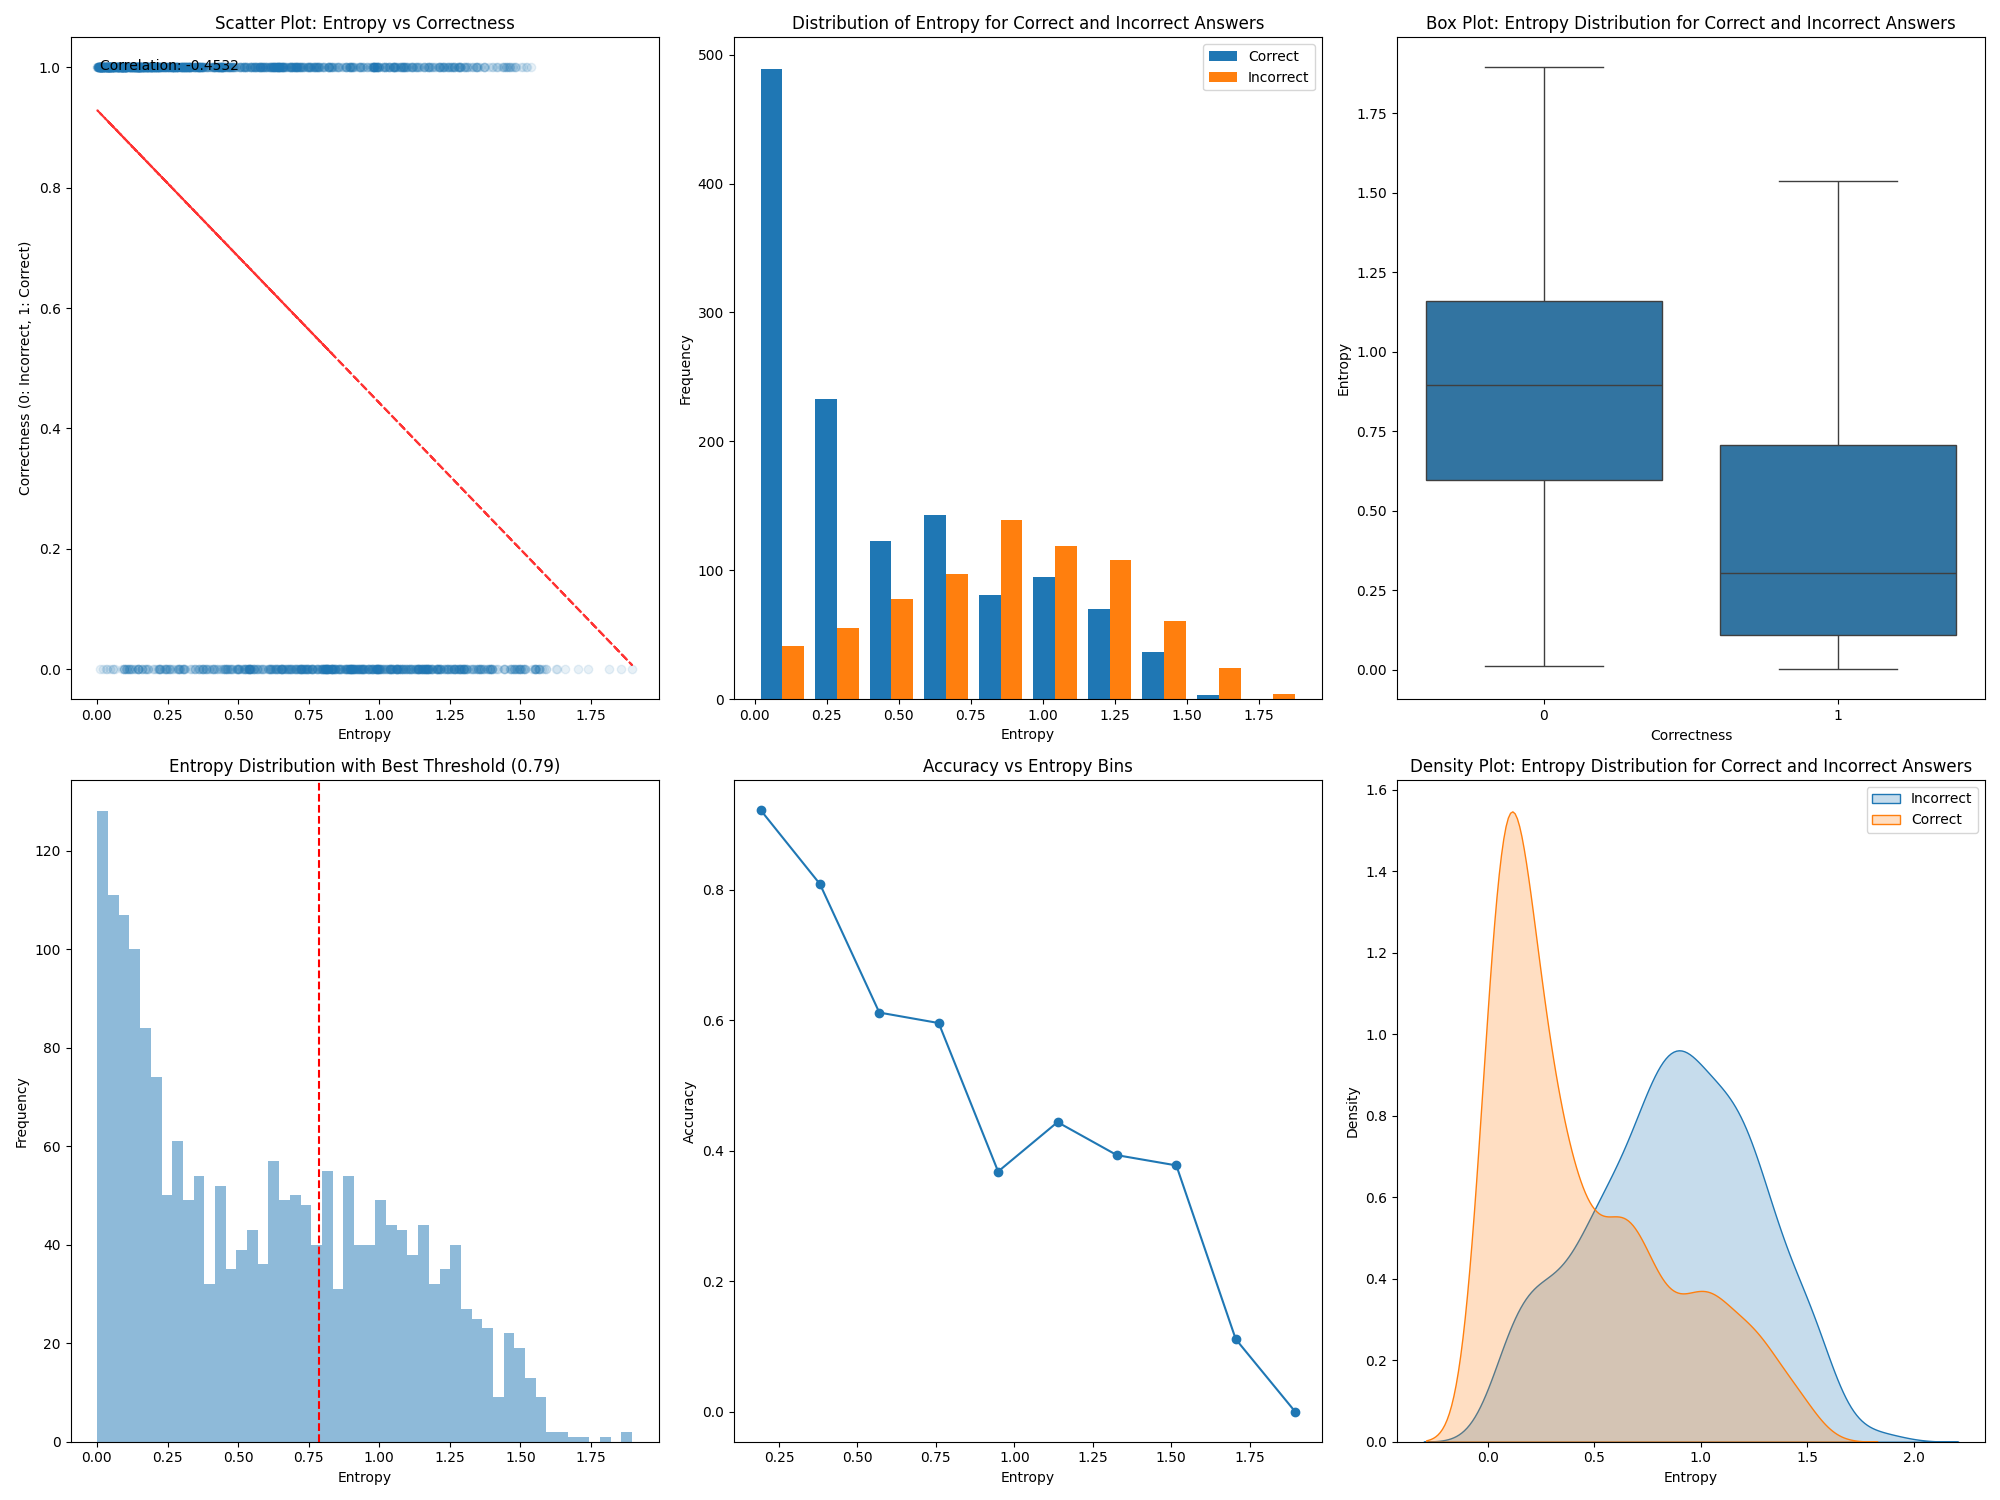 Scatter Plot: Entropy vs Correctness
Correlation: -0.4532
1.0
0.8
0.6
0.4
0.2
0.0
Correctness (0: Incorrect, 1: Correct)
0.00 0.25 0.50 0.75 1.00 1.25 1.50 1.75
Entropy
Distribution of Entropy for Correct and Incorrect Answers
Correct
Incorrect
500
400
300
200
100
0
Frequency
0.00 0.25 0.50 0.75 1.00 1.25 1.50 1.75
Entropy
Box Plot: Entropy Distribution for Correct and Incorrect Answers
1.75
1.50
1.25
1.00
0.75
0.50
0.25
0.00
Entropy
0 1
Correctness
Entropy Distribution with Best Threshold (0.79)
120
100
80
60
40
20
0
Frequency
0.00 0.25 0.50 0.75 1.00 1.25 1.50 1.75
Entropy
Accuracy vs Entropy Bins
0.8
0.6
0.4
0.2
0.0
Accuracy
0.25 0.50 0.75 1.00 1.25 1.50 1.75
Entropy
Density Plot: Entropy Distribution for Correct and Incorrect Answers
Incorrect
Correct
1.6
1.4
1.2
1.0
0.8
0.6
0.4
0.2
0.0
Density
0.0 0.5 1.0 1.5 2.0
Entropy